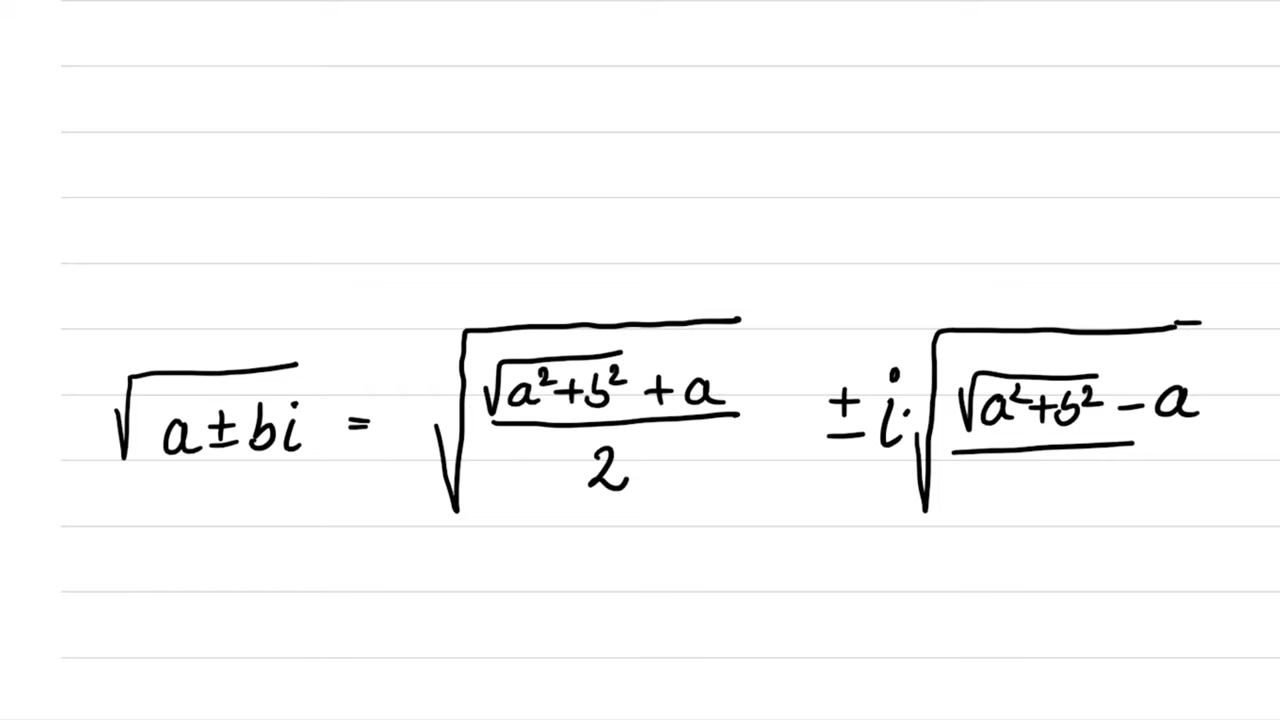 √(a±bi) = √((√(a²+b²) + a)/2) ± i·√(√(a²+b²) - a)